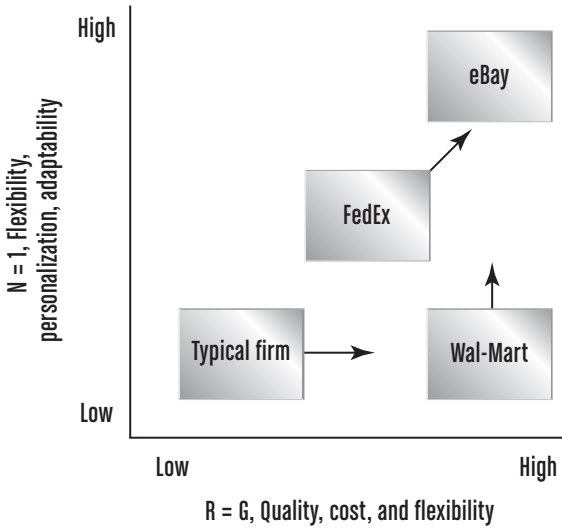 High
eBay
N = 1, Flexibility,
personalization, adaptability
FedEx
Typical firm
Wal-Mart
Low
Low
High
R = G, Quality, cost, and flexibility